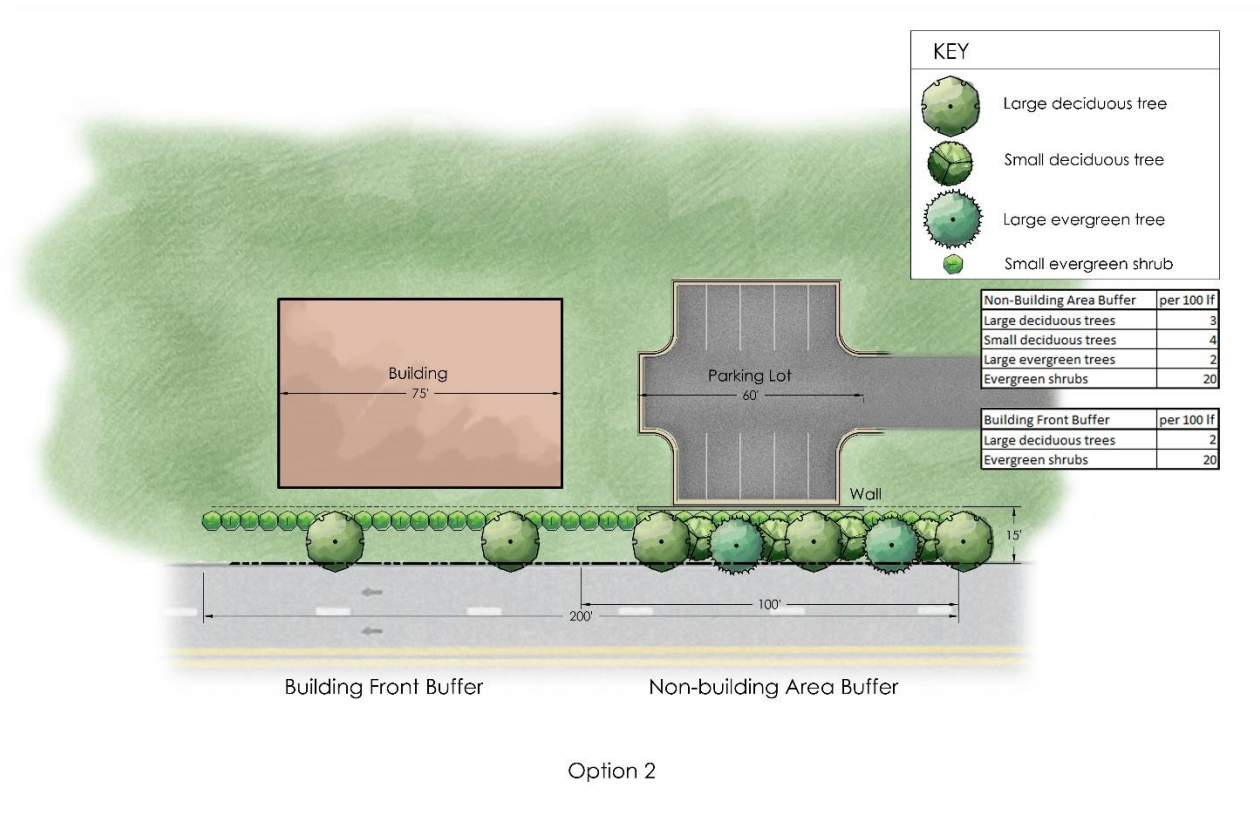 KEY
Large deciduous tree
Small deciduous tree
Large evergreen tree
Small evergreen shrub
Non-Building Area Buffer per 100 lf
Large deciduous trees 3
Small deciduous trees 4
Large evergreen trees 2
Evergreen shrubs 20
Building Front Buffer per 100 lf
Large deciduous trees 2
Evergreen shrubs 20
Building
75'
Parking Lot
60'
Wall
15'
100'
200'
Building Front Buffer
Non-building Area Buffer
Option 2